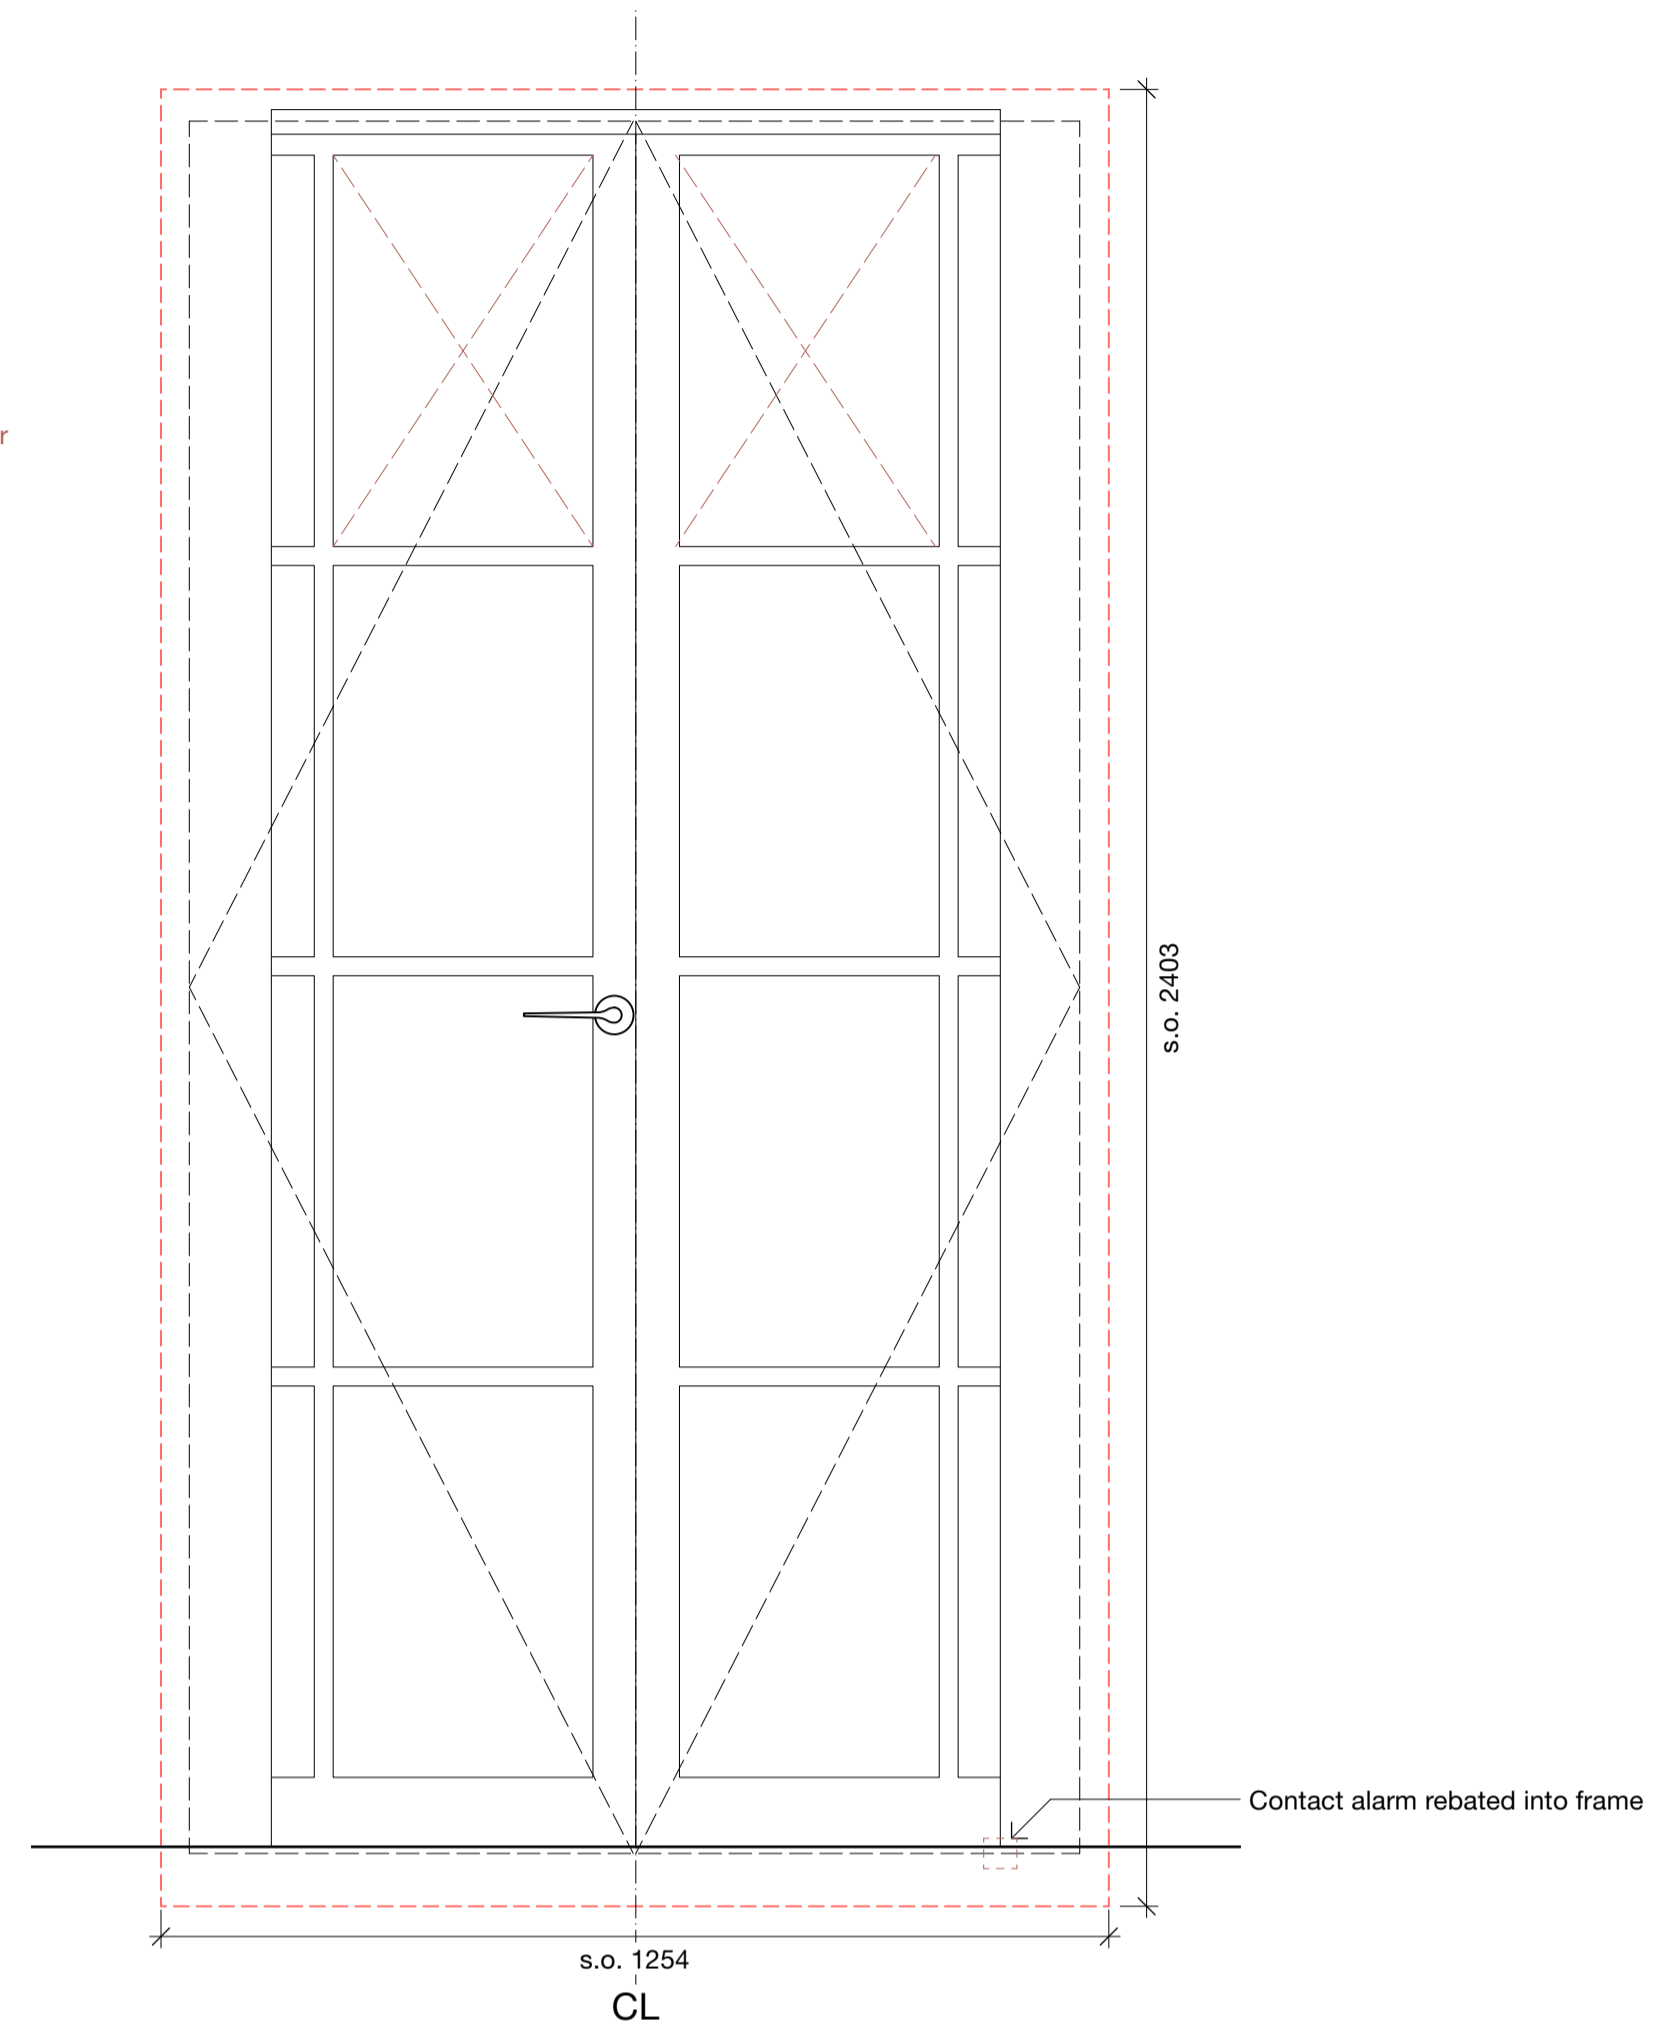 r
s.o. 2403
Contact alarm rebated into frame
s.o. 1254
CL